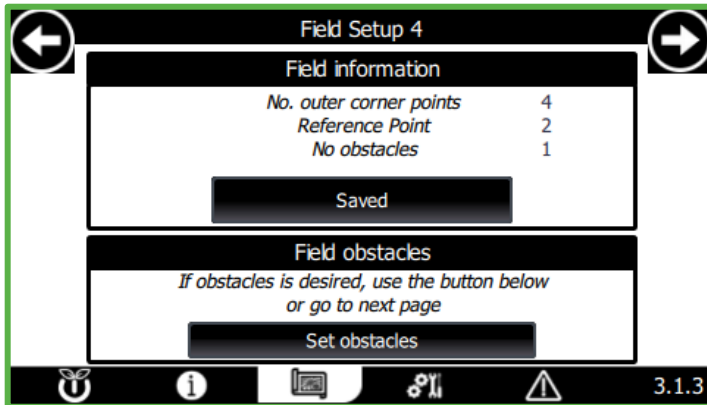 Field Setup 4
Field information
No. outer corner points 4
Reference Point 2
No obstacles 1
Saved
Field obstacles
If obstacles is desired, use the button below
or go to next page
Set obstacles
3.1.3